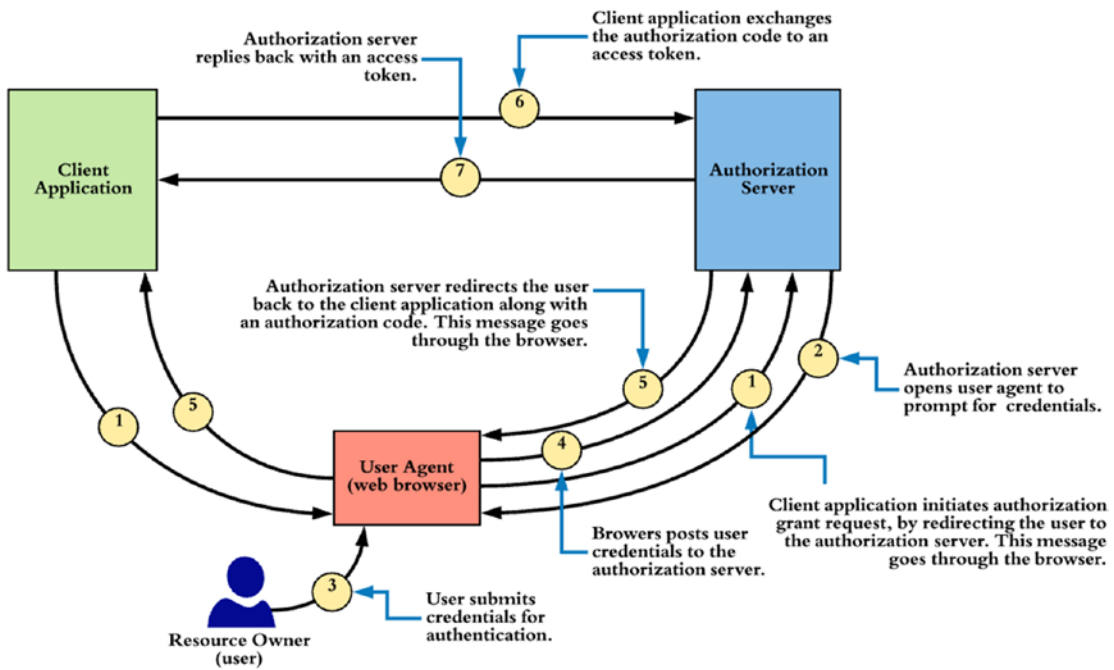 Client application exchanges
the authorization code to an
access token.
Authorization server
replies back with an access
token.
6
7
Client
Application
Authorization
Server
Authorization server redirects the user
back to the client application along with
an authorization code. This message goes
through the browser.
2
Authorization server
opens user agent to
prompt for credentials.
5
1
5
1
4
User Agent
(web browser)
Client application initiates authorization
grant request, by redirecting the user to
the authorization server. This message
goes through the browser.
Browers posts user
credentials to the
authorization server.
3
User submits
credentials for
authentication.
Resource Owner
(user)